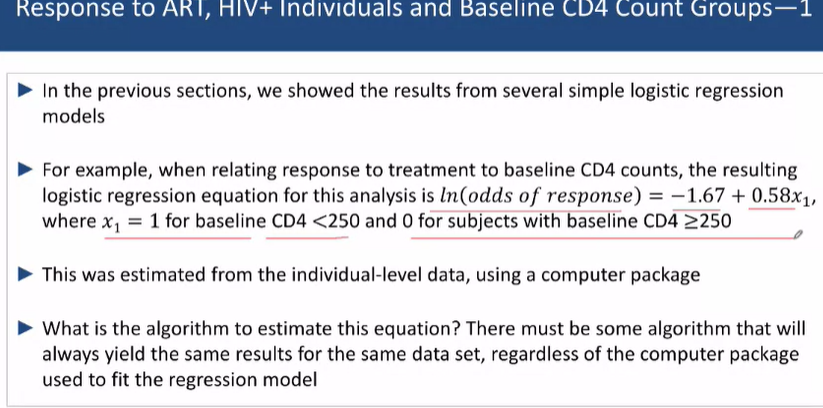 Response to ART, HIV+ Individuals and Baseline CD4 Count Groups—1
In the previous sections, we showed the results from several simple logistic regression
models
For example, when relating response to treatment to baseline CD4 counts, the resulting
logistic regression equation for this analysis is ln(odds of response) = −1.67 + 0.58x₁,
where x₁ = 1 for baseline CD4 <250 and 0 for subjects with baseline CD4 ≥250
This was estimated from the individual-level data, using a computer package
What is the algorithm to estimate this equation? There must be some algorithm that will
always yield the same results for the same data set, regardless of the computer package
used to fit the regression model